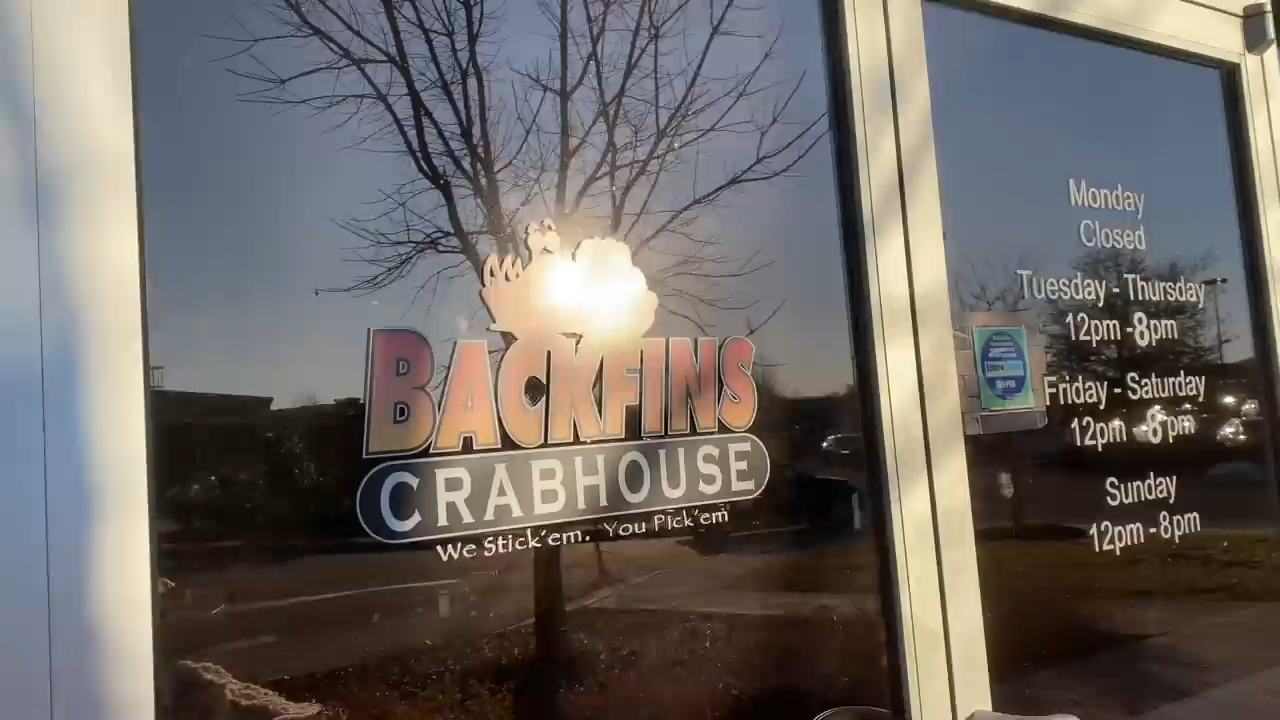 BACKFINS
CRABHOUSE
We Stick'em. You Pick'em
Monday
Closed
Tuesday - Thursday
12pm -8pm
Friday - Saturday
12pm -8pm
Sunday
12pm -8pm